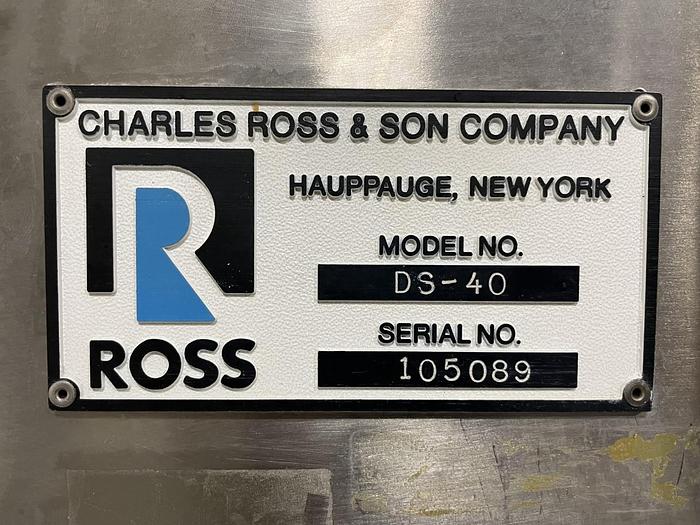 CHARLES ROSS & SON COMPANY
HAUPPAUGE, NEW YORK
MODEL NO.
DS-40
SERIAL NO.
105089
R
ROSS